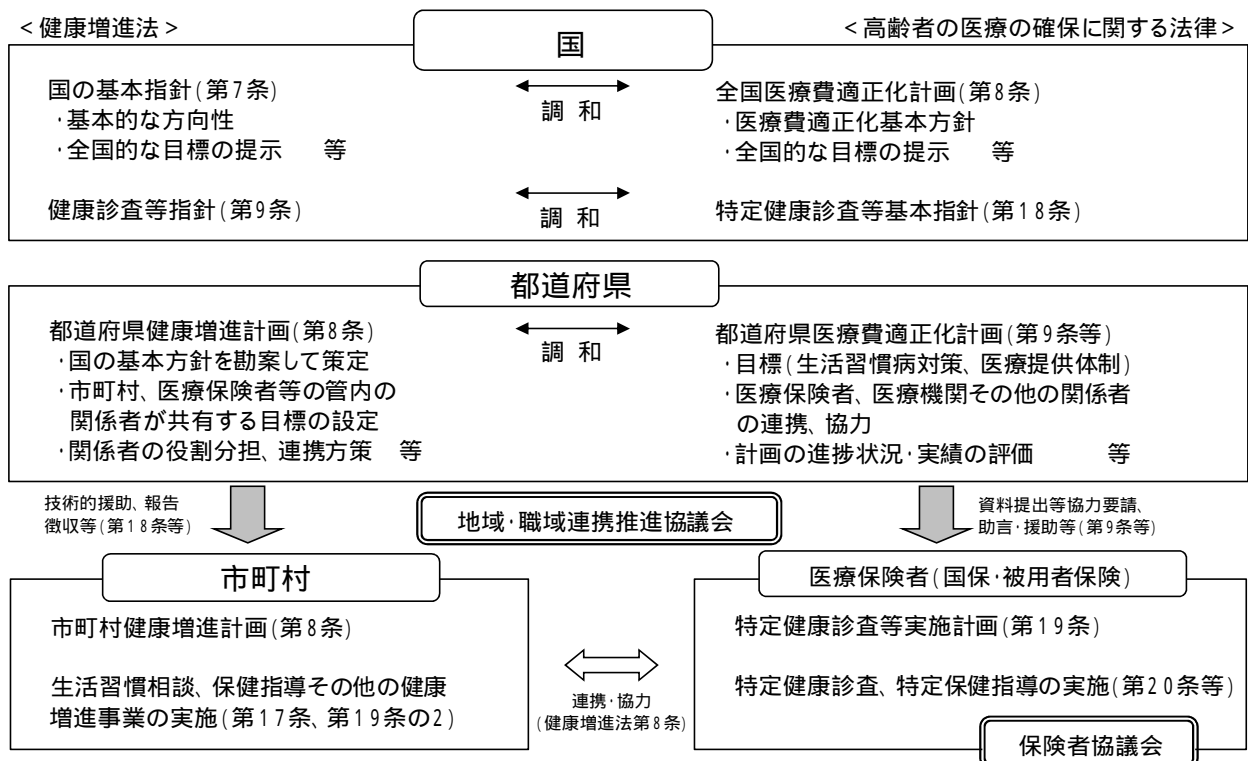 <健康増進法>
国
<高齢者の医療の確保に関する法律>
国の基本指針(第7条)
・基本的な方向性
・全国的な目標の提示　等
調 和
全国医療費適正化計画(第8条)
・医療費適正化基本方針
・全国的な目標の提示　等
健康診査等指針(第9条)
調 和
特定健康診査等基本指針(第18条)
都道府県
都道府県健康増進計画(第8条)
・国の基本方針を勘案して策定
・市町村、医療保険者等の管内の
関係者が共有する目標の設定
・関係者の役割分担、連携方策　等
調 和
都道府県医療費適正化計画(第9条等)
・目標(生活習慣病対策、医療提供体制)
・医療保険者、医療機関その他の関係者
の連携、協力
・計画の進捗状況・実績の評価　等
技術的援助、報告
徴収等(第18条等)
地域・職域連携推進協議会
資料提出等協力要請、
助言・援助等(第9条等)
市町村
市町村健康増進計画(第8条)
生活習慣相談、保健指導その他の健康
増進事業の実施(第17条、第19条の2)
連携・協力
(健康増進法第8条)
医療保険者(国保・被用者保険)
特定健康診査等実施計画(第19条)
特定健康診査、特定保健指導の実施(第20条等)
保険者協議会